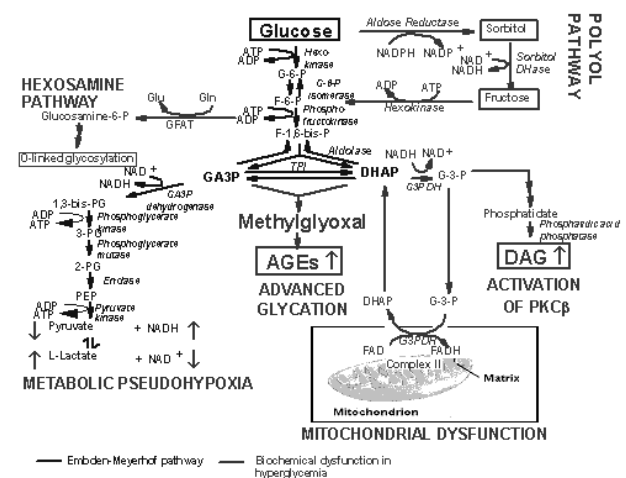 Glucose
Aldose Reductase
Sorbitol
NADPH NADP +
NAD +
NADH
Sorbitol
DHase
POLYOL
PATHWAY
ATP
ADP
Hexo
kinase
G-6-P
G-6-P
isomerase
F-6-P
ADP ATP
Hexokinase
Fructose
ATP
ADP
Phospho
fructokinase
F-1,6-bis-P
HEXOSAMINE
PATHWAY
Glu Gln
Glucosamine-6-P
GFAT
O-linked glycosylation
Aldolase
TPI
GA3P
DHAP
NAD +
NADH
GA3P
dehydrogenase
NADH NAD+
G3PDH
G-3-P
1,3-bis-PG
ADP
ATP
Phosphoglycerate
kinase
3-PG
Phosphoglycerate
mutase
2-PG
Enolase
PEP
ADP
ATP
Pyruvate
kinase
↓ Pyruvate + NADH ↑
↑ L-Lactate + NAD + ↓
METABOLIC PSEUDOHYPOXIA
Methylglyoxal
AGEs ↑
ADVANCED
GLYCATION
Phosphatidate
Phosphatidic acid
phosphatase
DAG ↑
ACTIVATION
OF PKCβ
DHAP G-3-P
G3PDH
FAD FADH
Complex II
Matrix
Mitochondrion
MITOCHONDRIAL DYSFUNCTION
Embden-Meyerhof pathway
Biochemical dysfunction in
hyperglycemia